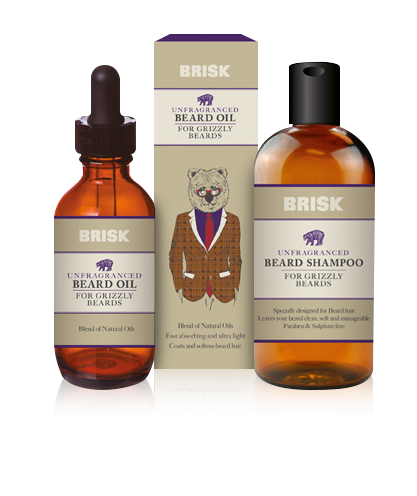 BRISK
UNFRAGRANCED
BEARD OIL
FOR GRIZZLY
BEARDS
Blend of Natural Oils
BRISK
UNFRAGRANCED
BEARD OIL
FOR GRIZZLY
BEARDS
Blend of Natural Oils
Fast absorbing and ultra light
Coats and softens beard hair
BRISK
UNFRAGRANCED
BEARD SHAMPOO
FOR GRIZZLY
BEARDS
Specially designed for Beard hair
Leaves your beard clean, soft and manageable
Paraben & Sulphate free